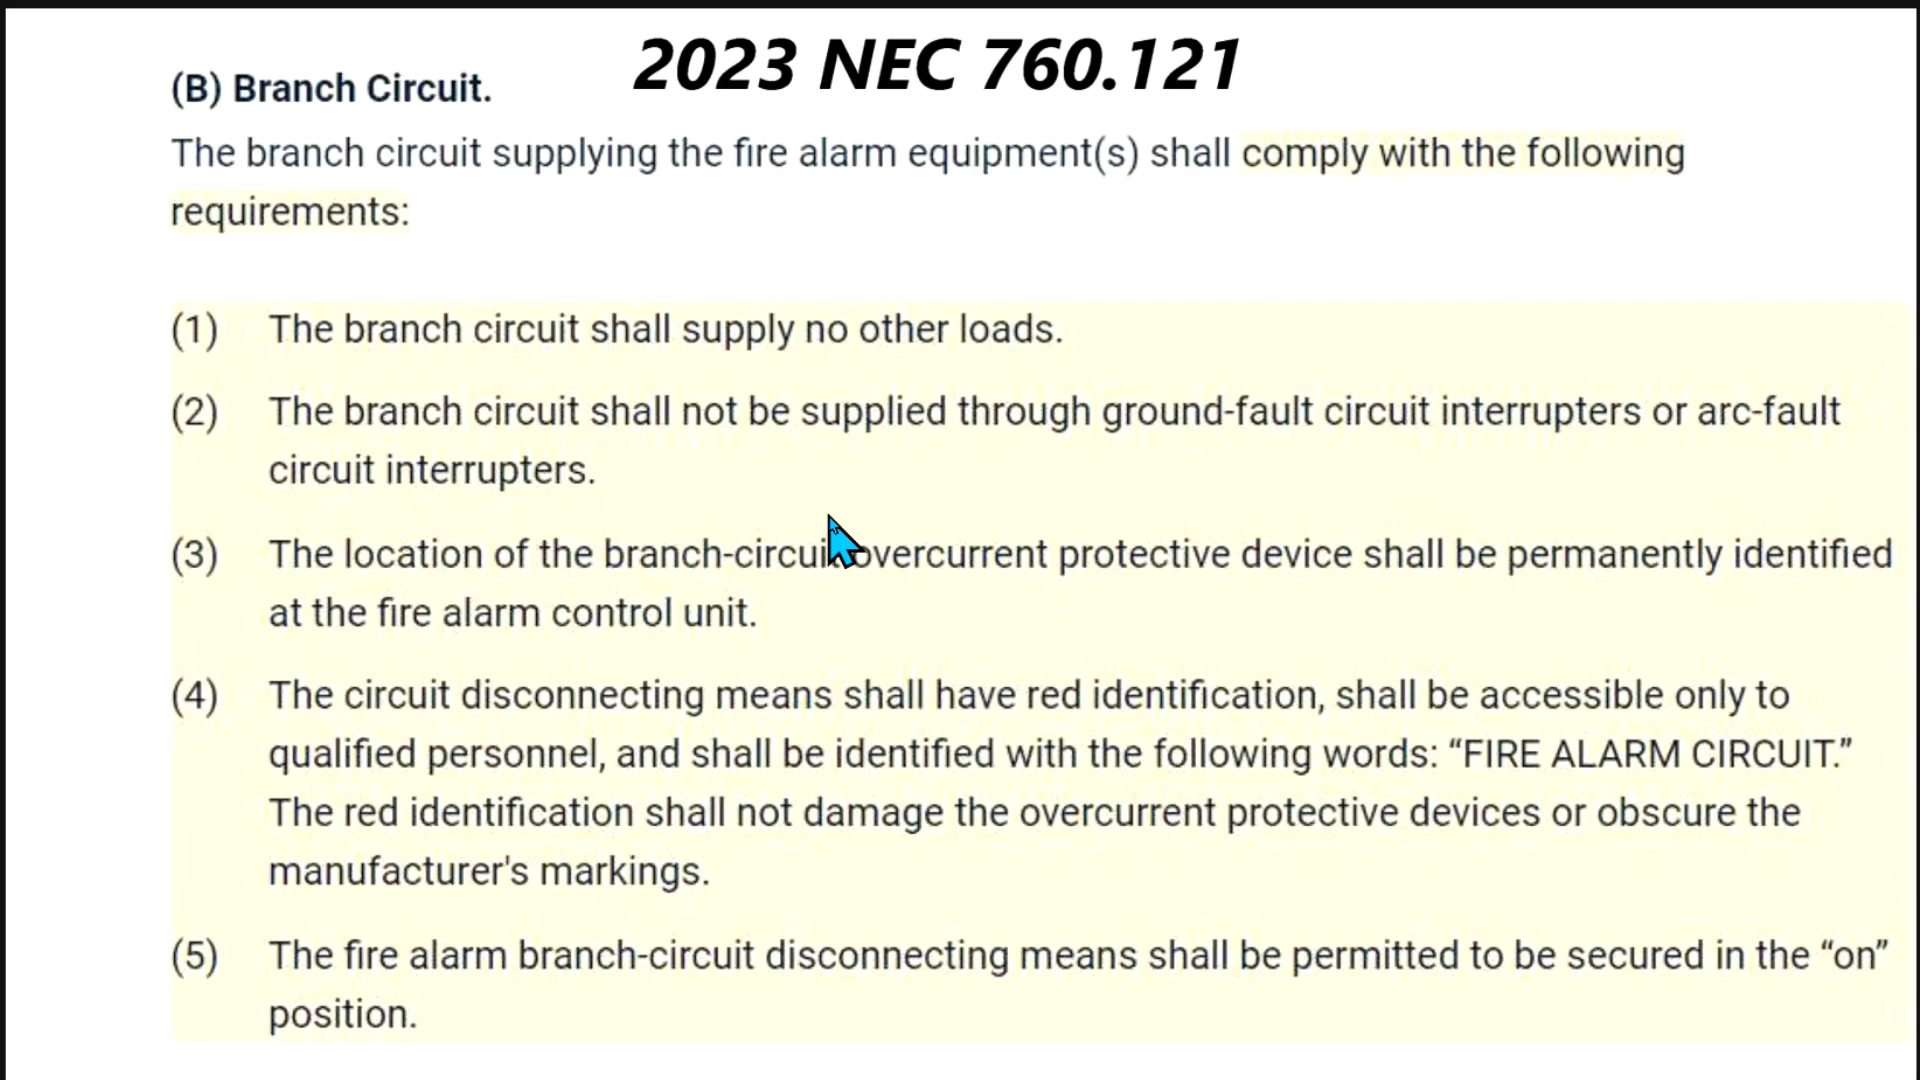 2023 NEC 760.121
(B) Branch Circuit.
The branch circuit supplying the fire alarm equipment(s) shall comply with the following
requirements:
(1) The branch circuit shall supply no other loads.
(2) The branch circuit shall not be supplied through ground-fault circuit interrupters or arc-fault
circuit interrupters.
(3) The location of the branch-circuit overcurrent protective device shall be permanently identified
at the fire alarm control unit.
(4) The circuit disconnecting means shall have red identification, shall be accessible only to
qualified personnel, and shall be identified with the following words: “FIRE ALARM CIRCUIT.”
The red identification shall not damage the overcurrent protective devices or obscure the
manufacturer's markings.
(5) The fire alarm branch-circuit disconnecting means shall be permitted to be secured in the “on”
position.